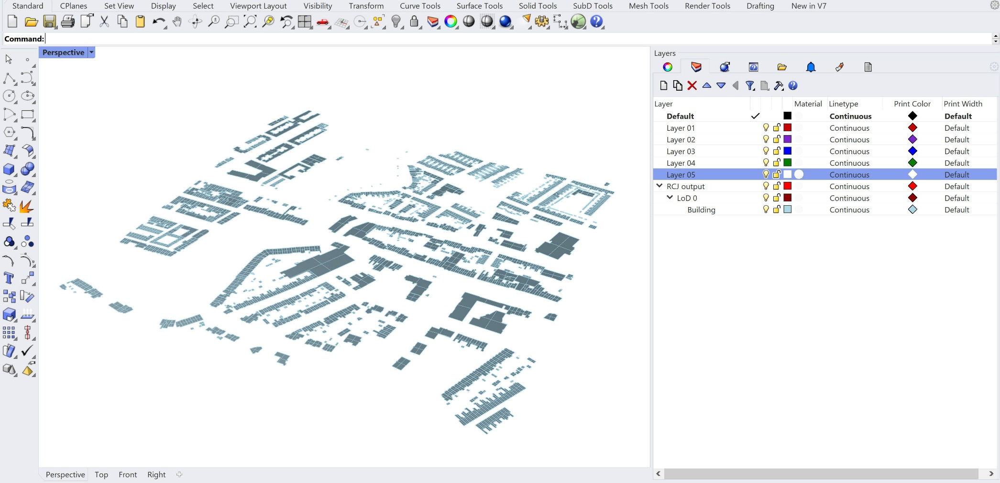 Standard CPlanes Set View Display Select Viewport Layout Visibility Transform Curve Tools Surface Tools Solid Tools SubD Tools Mesh Tools Render Tools Drafting New in V7
Command:
Perspective
Layers
Layer Material Linetype Print Color Print Width
Default Continuous Default
Layer 01 Continuous Default
Layer 02 Continuous Default
Layer 03 Continuous Default
Layer 04 Continuous Default
Layer 05 Continuous Default
RCJ output Continuous Default
LoD 0 Continuous Default
Building Continuous Default
Perspective Top Front Right